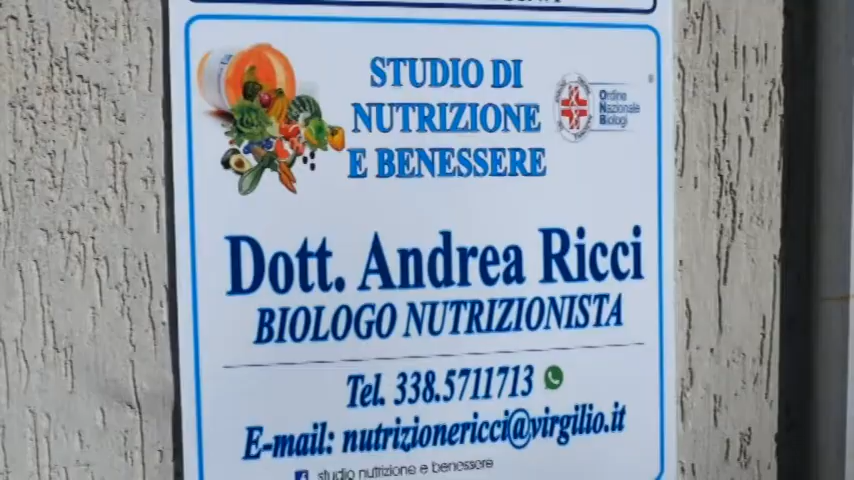 STUDIO DI
NUTRIZIONE
E BENESSERE
Ordine
Nazionale
Biologi
Dott. Andrea Ricci
BIOLOGO NUTRIZIONISTA
Tel. 338.5711713
E-mail: nutrizionericci@virgilio.it
studio nutrizione e benessere